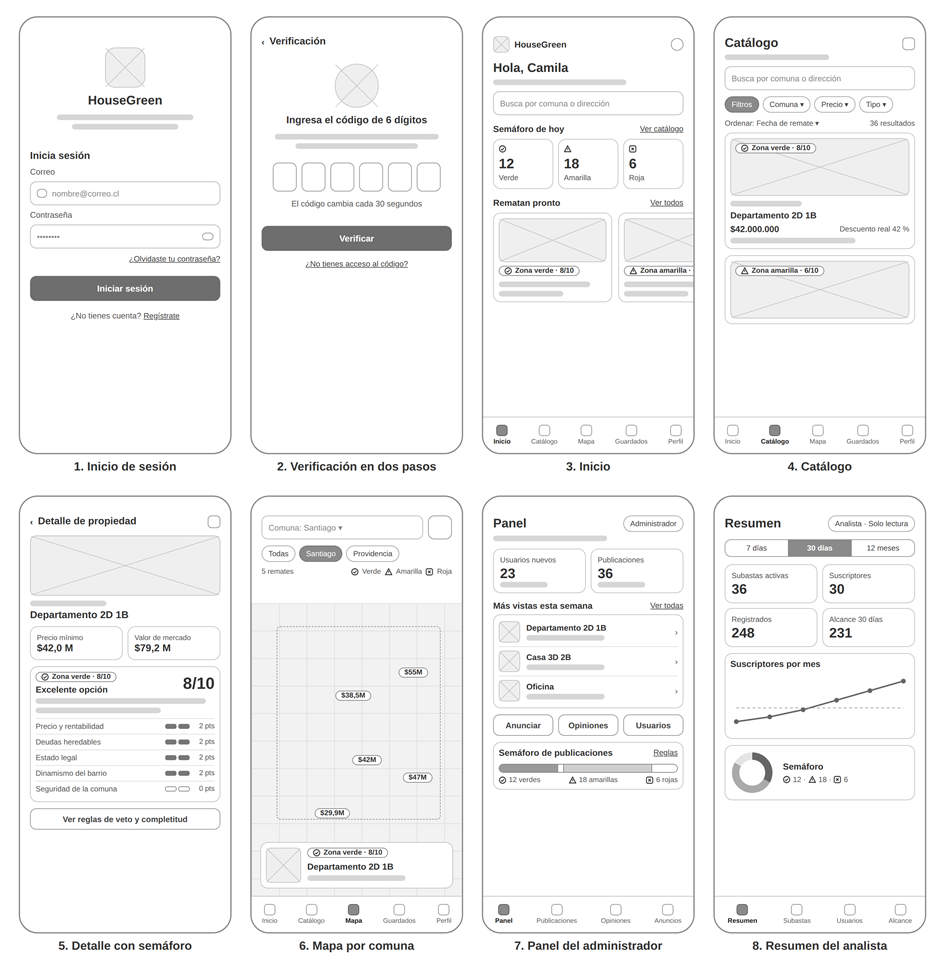 HouseGreen
Inicia sesión
Correo
nombre@correo.cl
Contraseña
••••••••
¿Olvidaste tu contraseña?
Iniciar sesión
¿No tienes cuenta? Regístrate
1. Inicio de sesión
‹ Verificación
Ingresa el código de 6 dígitos
El código cambia cada 30 segundos
Verificar
¿No tienes acceso al código?
2. Verificación en dos pasos
HouseGreen
Hola, Camila
Busca por comuna o dirección
Semáforo de hoy Ver catálogo
12 18 6
Verde Amarilla Roja
Rematan pronto Ver todos
Zona verde · 8/10 Zona amarilla ·
Inicio Catálogo Mapa Guardados Perfil
3. Inicio
Catálogo
Busca por comuna o dirección
Filtros Comuna ▾ Precio ▾ Tipo ▾
Ordenar: Fecha de remate ▾ 36 resultados
Zona verde · 8/10
Departamento 2D 1B
$42.000.000 Descuento real 42 %
Zona amarilla · 6/10
Inicio Catálogo Mapa Guardados Perfil
4. Catálogo
‹ Detalle de propiedad
Departamento 2D 1B
Precio mínimo Valor de mercado
$42,0 M $79,2 M
Zona verde · 8/10
Excelente opción 8/10
Precio y rentabilidad 2 pts
Deudas heredables 2 pts
Estado legal 2 pts
Dinamismo del barrio 2 pts
Seguridad de la comuna 0 pts
Ver reglas de veto y completitud
5. Detalle con semáforo
Comuna: Santiago ▾
Todas Santiago Providencia
5 remates Verde Amarilla Roja
$55M
$38,5M
$42M
$47M
$29,9M
Zona verde · 8/10
Departamento 2D 1B
Inicio Catálogo Mapa Guardados Perfil
6. Mapa por comuna
Panel Administrador
Usuarios nuevos Publicaciones
23 36
Más vistas esta semana Ver todas
Departamento 2D 1B ›
Casa 3D 2B ›
Oficina ›
Anunciar Opiniones Usuarios
Semáforo de publicaciones Reglas
12 verdes 18 amarillas 6 rojas
Panel Publicaciones Opiniones Anuncios
7. Panel del administrador
Resumen Analista · Solo lectura
7 días 30 días 12 meses
Subastas activas Suscriptores
36 30
Registrados Alcance 30 días
248 231
Suscriptores por mes
Semáforo
12 · 18 · 6
Resumen Subastas Usuarios Alcance
8. Resumen del analista